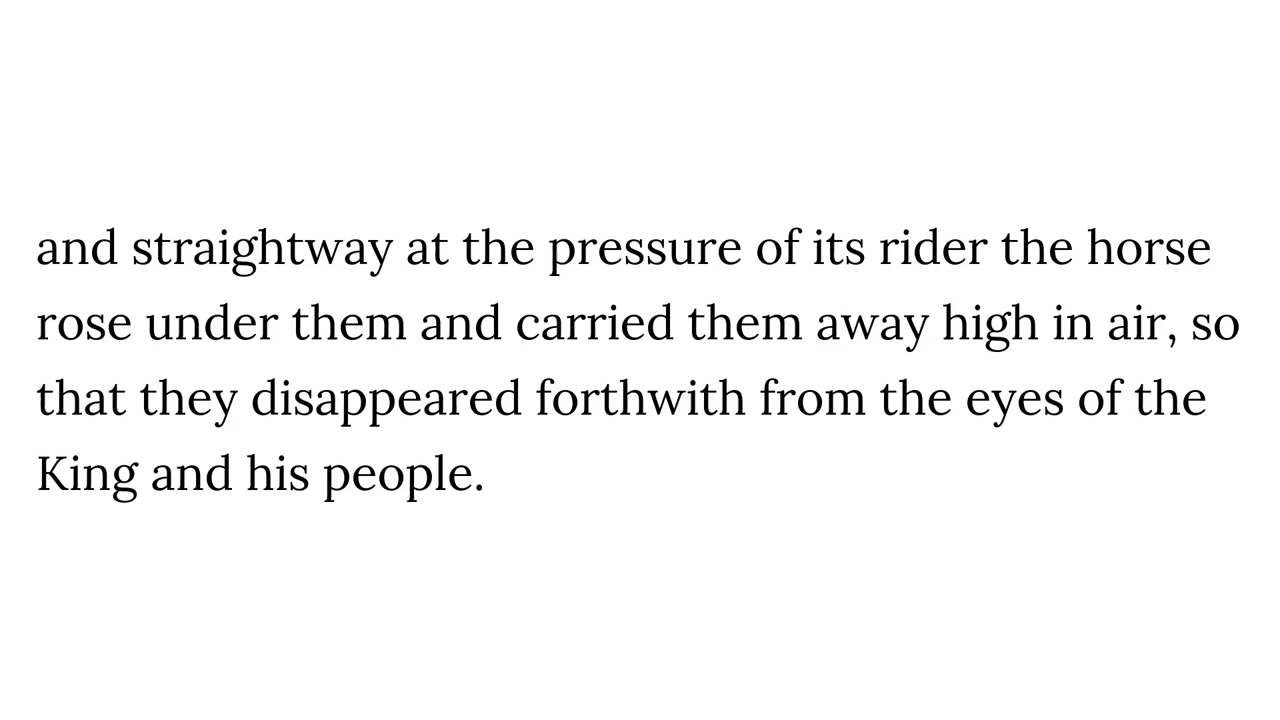 and straightway at the pressure of its rider the horse
rose under them and carried them away high in air, so
that they disappeared forthwith from the eyes of the
King and his people.